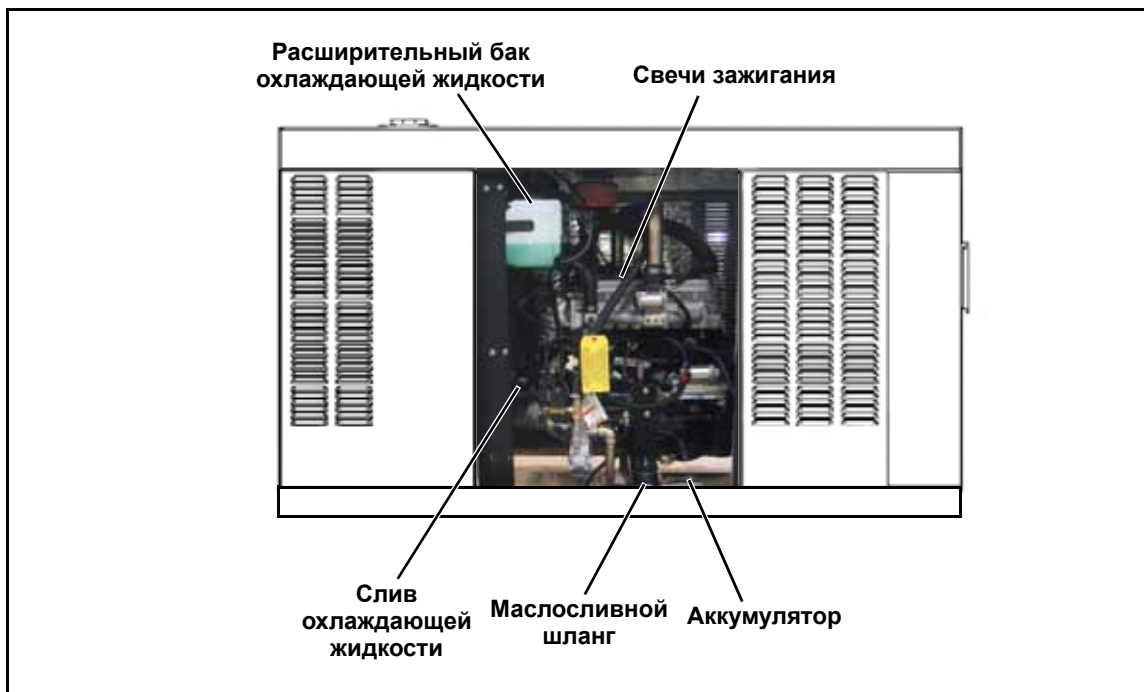 Расширительный бак
охлаждающей жидкости
Свечи зажигания
Слив
охлаждающей
жидкости
Маслосливной
шланг
Аккумулятор